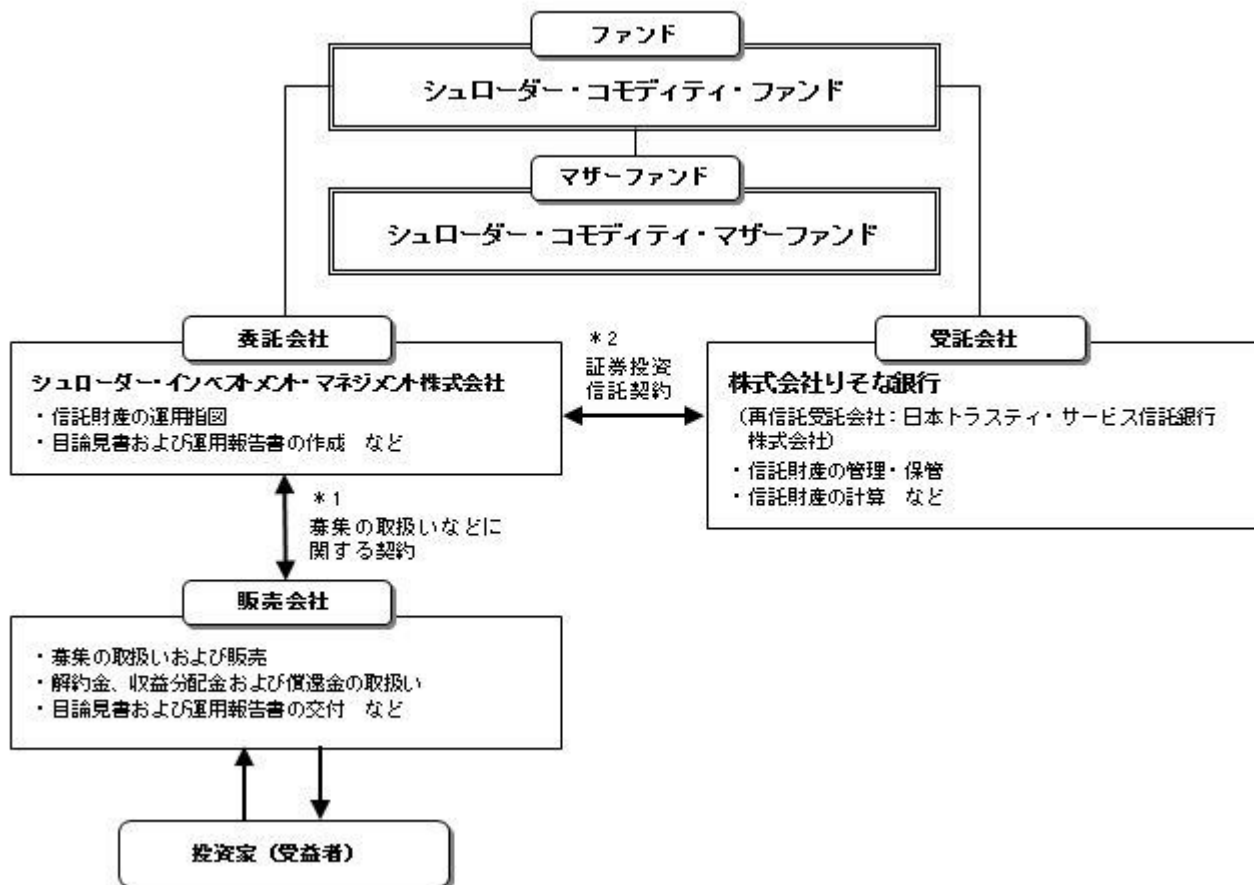 ファンド
シュローダー・コモディティ・ファンド
マザーファンド
シュローダー・コモディティ・マザーファンド
委託会社
シュローダー・インベストメント・マネジメント株式会社
・信託財産の運用指図
・目論見書および運用報告書の作成 など
*2
証券投資
信託契約
受託会社
株式会社りそな銀行
(再信託受託会社:日本トラスティ・サービス信託銀行
株式会社)
・信託財産の管理・保管
・信託財産の計算 など
*1
募集の取扱いなどに
関する契約
販売会社
・募集の取扱いおよび販売
・解約金、収益分配金および償還金の取扱い
・目論見書および運用報告書の交付 など
投資家(受益者)